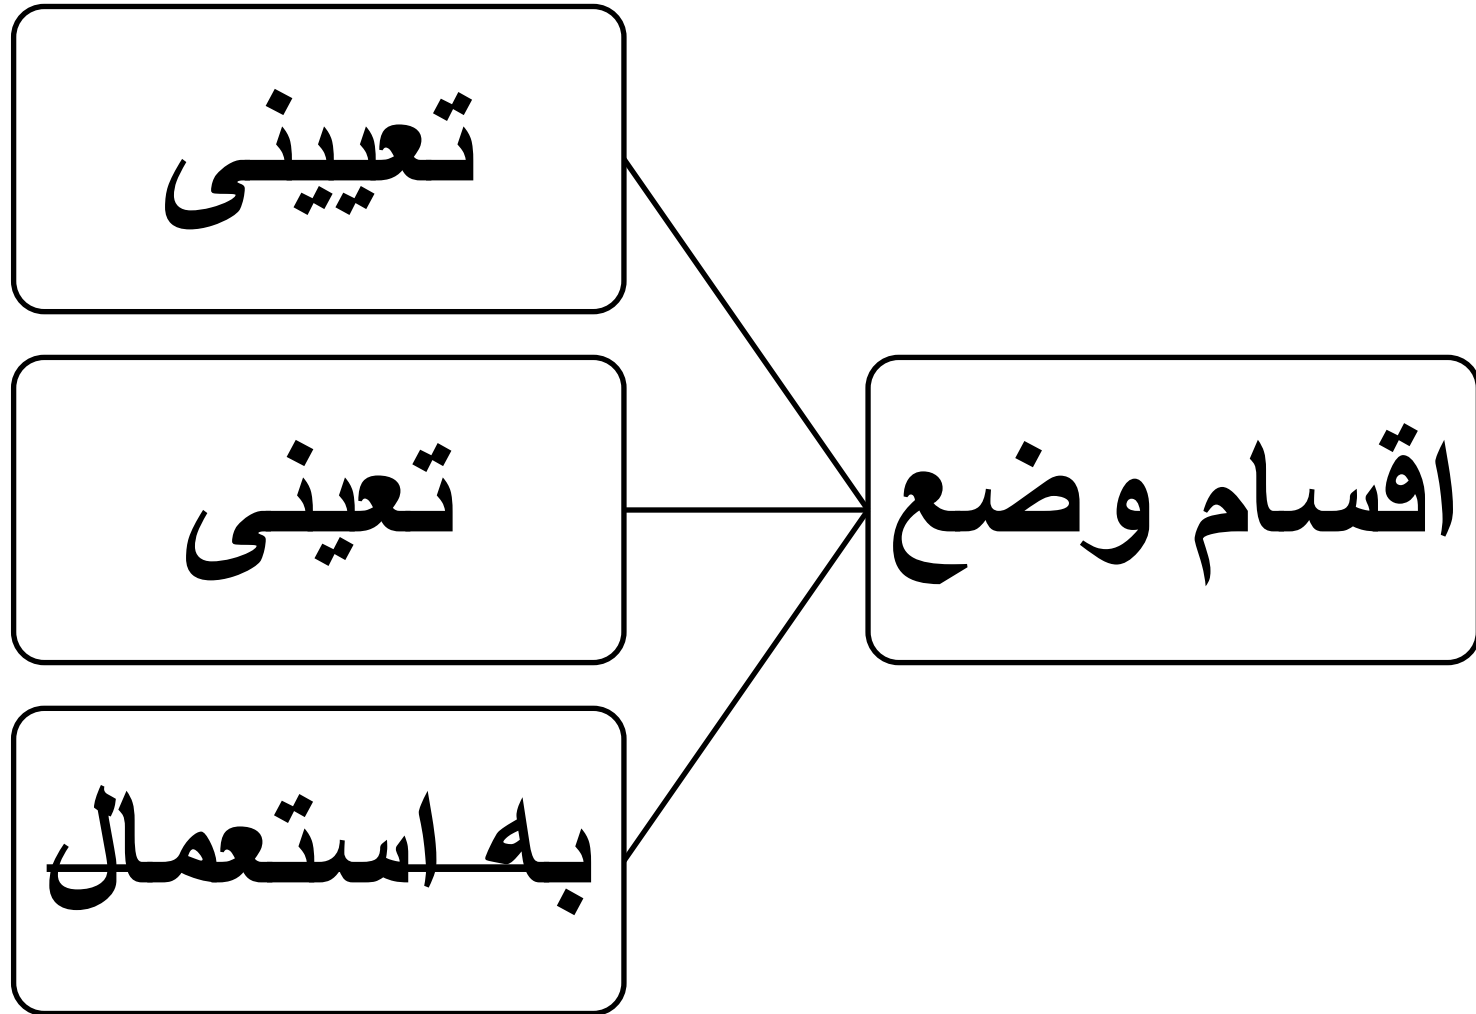 اقسام وضع
تعیینی
تعینی
به استعمال